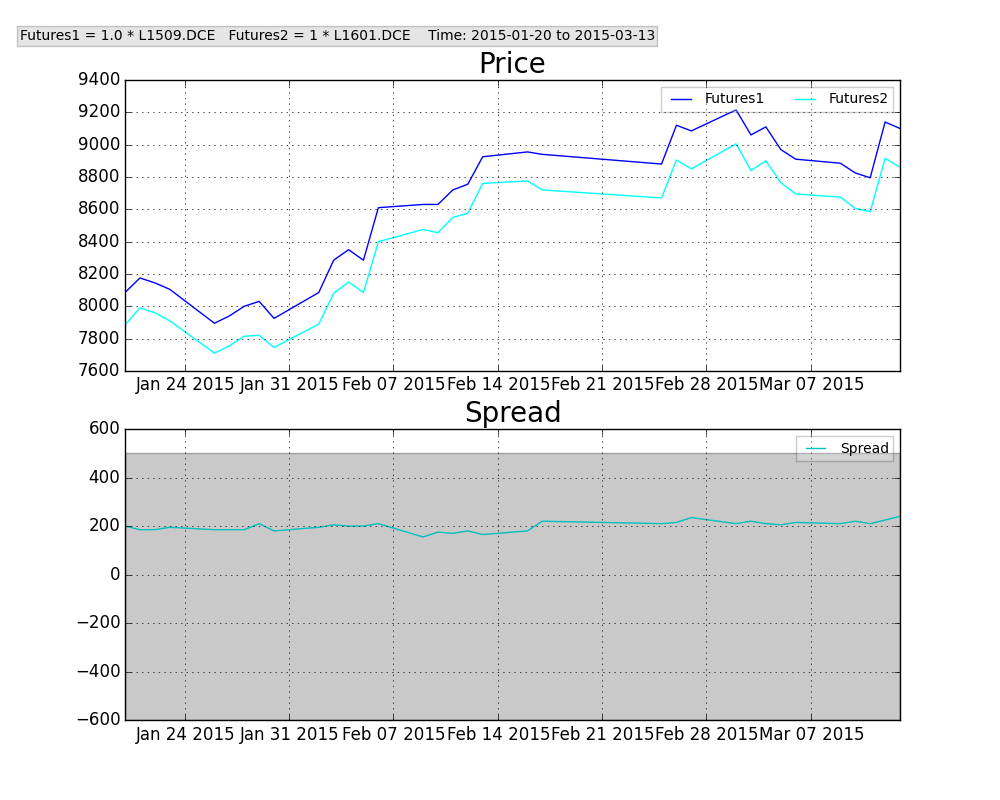 Futures1 = 1.0 * L1509.DCE   Futures2 = 1 * L1601.DCE    Time: 2015-01-20 to 2015-03-13
Price
9400
9200
9000
8800
8600
8400
8200
8000
7800
7600
Futures1 Futures2
Jan 24 2015 Jan 31 2015 Feb 07 2015 Feb 14 2015 Feb 21 2015 Feb 28 2015 Mar 07 2015
Spread
600
400
200
0
−200
−400
−600
Spread
Jan 24 2015 Jan 31 2015 Feb 07 2015 Feb 14 2015 Feb 21 2015 Feb 28 2015 Mar 07 2015